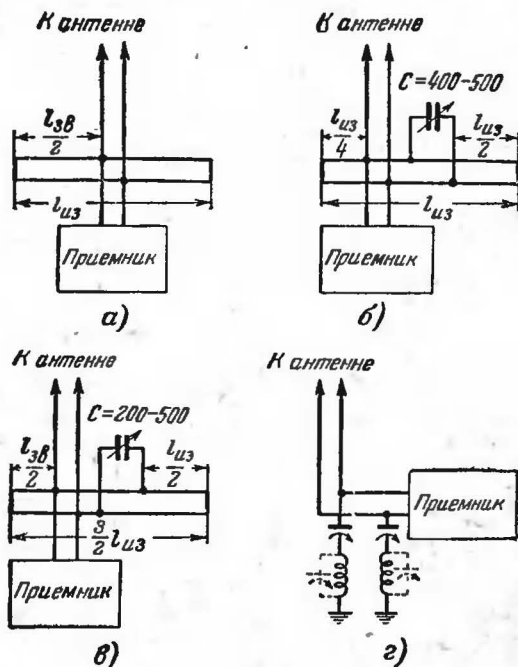 К антенне
l_зв/2
l_из
Приемник
а)
К антенне
C=400-500
l_из/4
l_из/2
l_из
Приемник
б)
К антенне
C=200-500
l_зв/2
l_из/2
3/2 l_из
Приемник
в)
К антенне
Приемник
г)